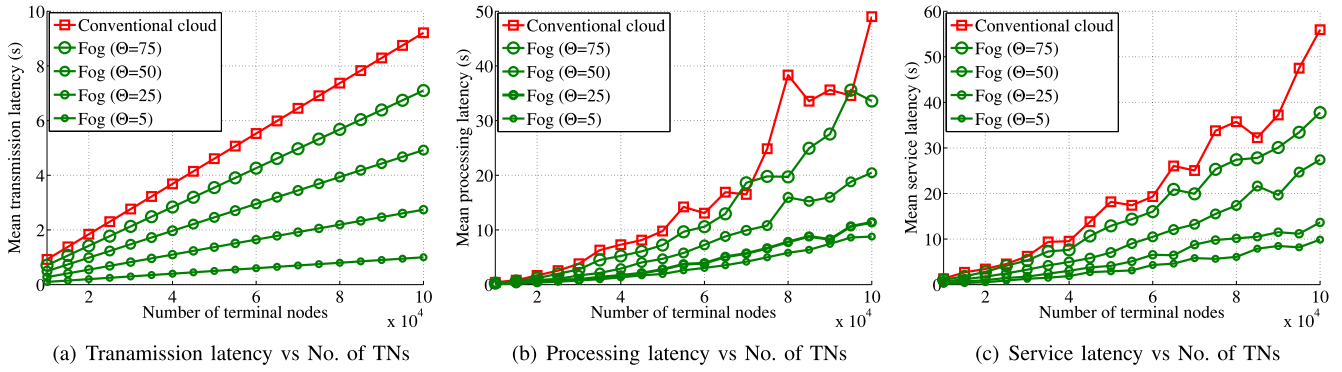 Mean transmission latency (s)
10
8
6
4
2
0
Conventional cloud
Fog (Θ=75)
Fog (Θ=50)
Fog (Θ=25)
Fog (Θ=5)
2 4 6 8 10
Number of terminal nodes
x 10^4
(a) Tranamission latency vs No. of TNs
Mean processing latency (s)
50
40
30
20
10
0
Conventional cloud
Fog (Θ=75)
Fog (Θ=50)
Fog (Θ=25)
Fog (Θ=5)
2 4 6 8 10
Number of terminal nodes
x 10^4
(b) Processing latency vs No. of TNs
Mean service latency (s)
60
50
40
30
20
10
0
Conventional cloud
Fog (Θ=75)
Fog (Θ=50)
Fog (Θ=25)
Fog (Θ=5)
2 4 6 8 10
Number of terminal nodes
x 10^4
(c) Service latency vs No. of TNs